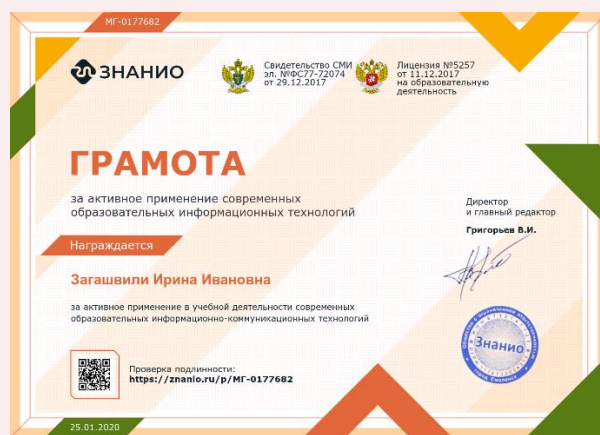 МГ-0177682
ЗНАНИО
Свидетельство СМИ
эл. №ФС77-72074
от 29.12.2017
Лицензия №5257
от 11.12.2017
на образовательную
деятельность
ГРАМОТА
за активное применение современных
образовательных информационных технологий
Директор
и главный редактор
Григорьев В.И.
Награждается
Загашвили Ирина Ивановна
за активное применение в учебной деятельности современных
образовательных информационно-коммуникационных технологий
Знанио
Проверка подлинности:
https://znanio.ru/p/МГ-0177682
25.01.2020